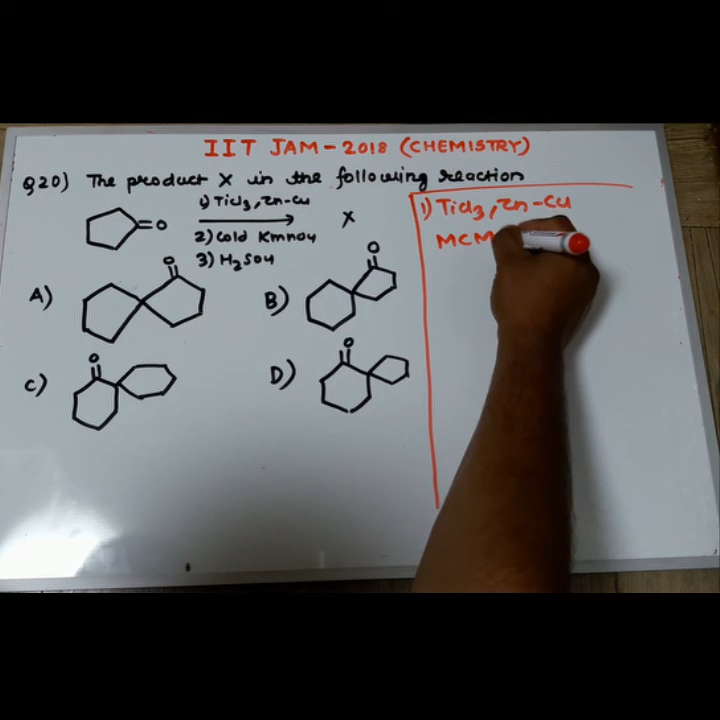 IIT JAM-2018 (CHEMISTRY)
Q20) The product X in the following reaction
1) TiCl3, Zn-Cu
=O
X
2) Cold KMnO4
3) H2SO4
A)
O
B)
O
C)
O
D)
O
1) TiCl3, Zn-Cu
MCM